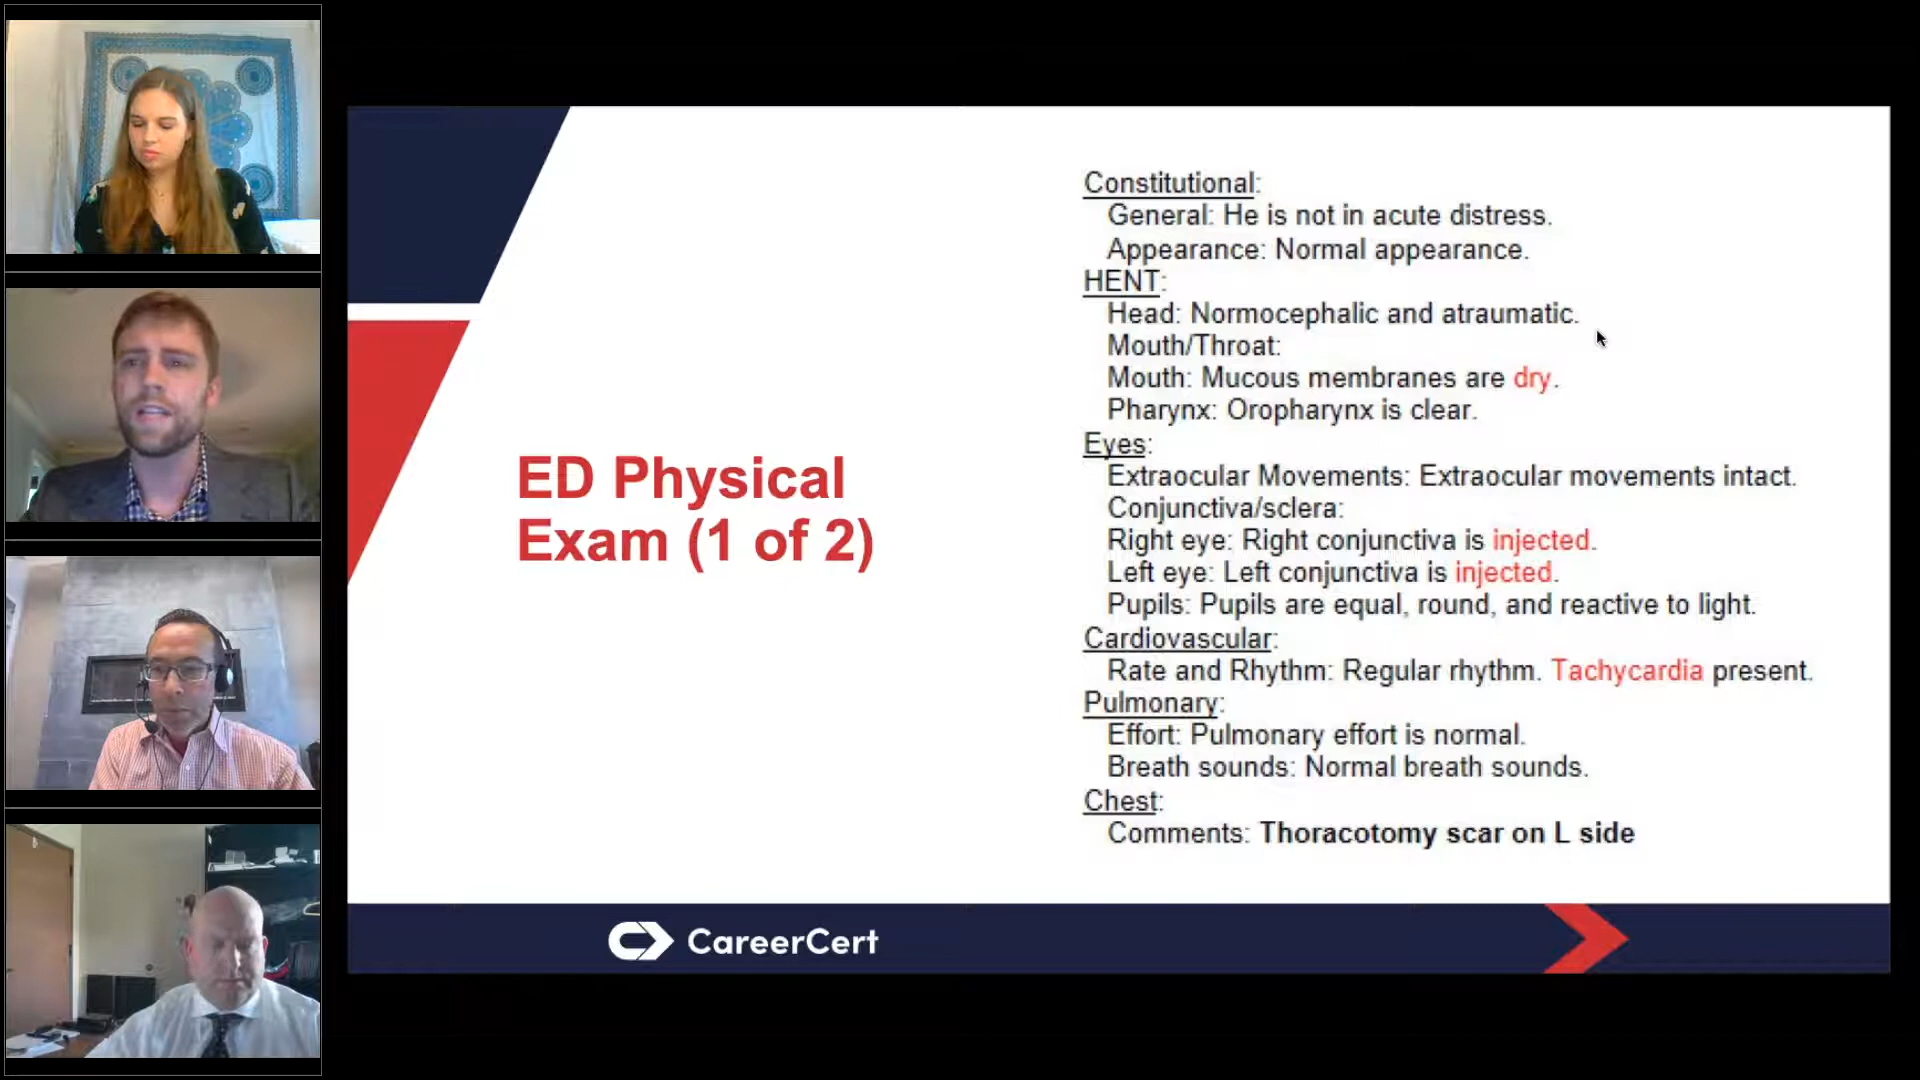 ED Physical
Exam (1 of 2)
Constitutional:
General: He is not in acute distress.
Appearance: Normal appearance.
HENT:
Head: Normocephalic and atraumatic.
Mouth/Throat:
Mouth: Mucous membranes are dry.
Pharynx: Oropharynx is clear.
Eyes:
Extraocular Movements: Extraocular movements intact.
Conjunctiva/sclera:
Right eye: Right conjunctiva is injected.
Left eye: Left conjunctiva is injected.
Pupils: Pupils are equal, round, and reactive to light.
Cardiovascular:
Rate and Rhythm: Regular rhythm. Tachycardia present.
Pulmonary:
Effort: Pulmonary effort is normal.
Breath sounds: Normal breath sounds.
Chest:
Comments: Thoracotomy scar on L side
CareerCert